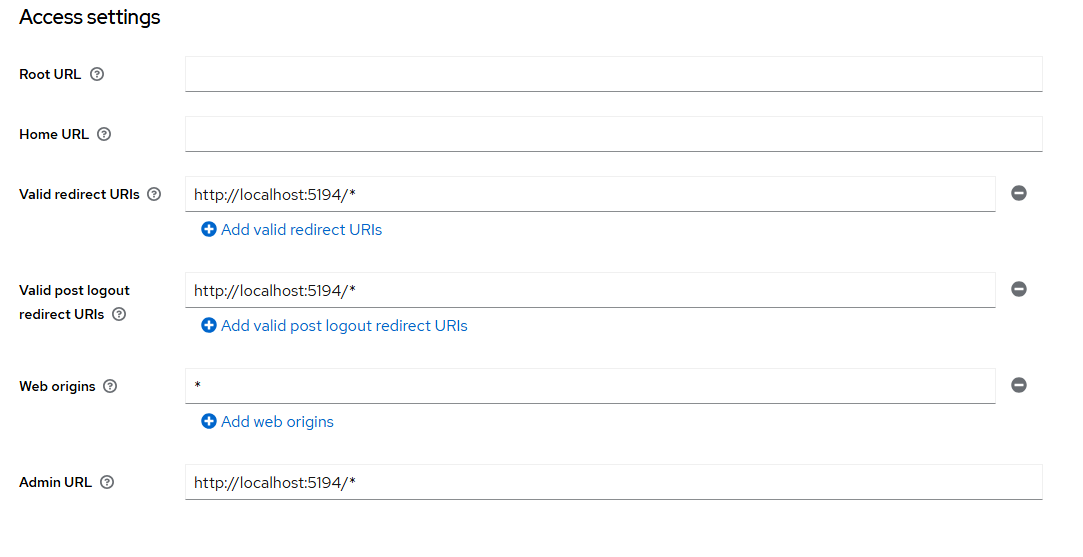 Access settings
Root URL
Home URL
Valid redirect URIs
http://localhost:5194/*
Add valid redirect URIs
Valid post logout
redirect URIs
http://localhost:5194/*
Add valid post logout redirect URIs
Web origins
*
Add web origins
Admin URL
http://localhost:5194/*